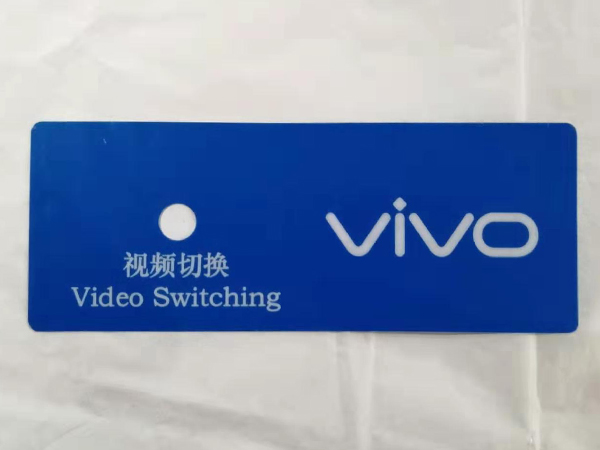 视频切换
Video Switching
vivo